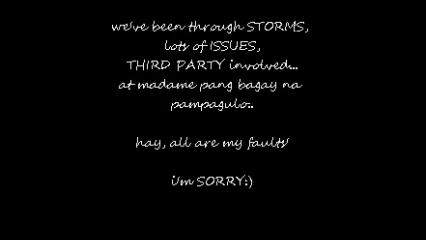 we've been through STORMS,
lots of ISSUES,
THIRD PARTY involved...
at madame pang bagay na
pampagulo..
hay, all are my faults'
i'm SORRY:)